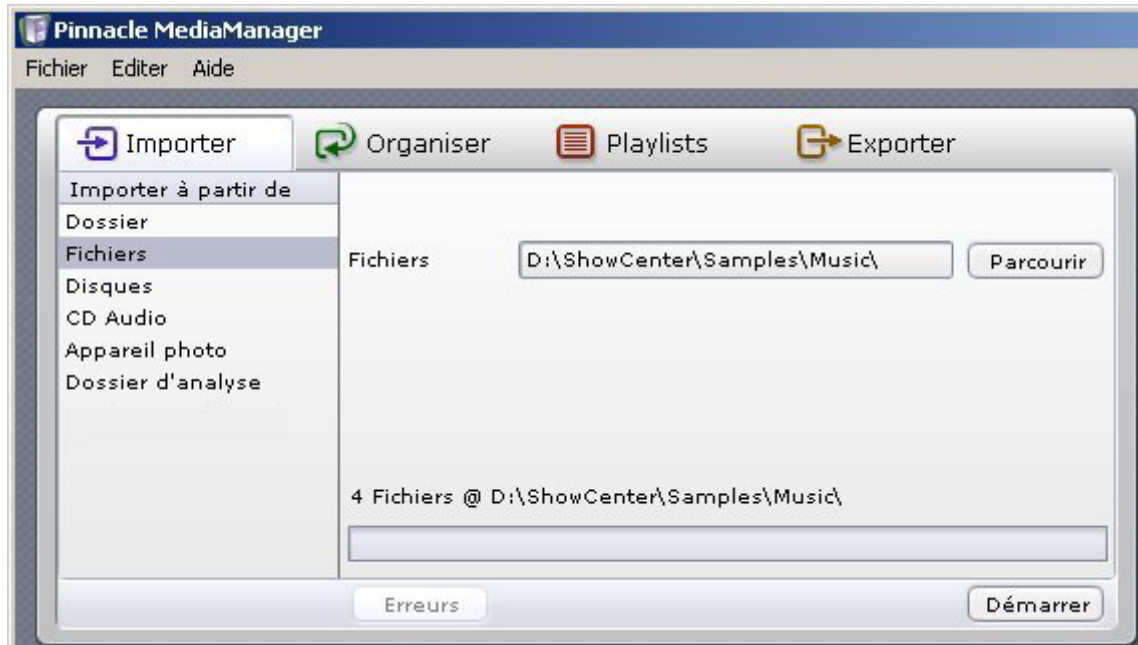 Pinnacle MediaManager
Fichier Editer Aide
Importer Organiser Playlists Exporter
Importer à partir de
Dossier
Fichiers
Disques
CD Audio
Appareil photo
Dossier d'analyse
Fichiers D:\ShowCenter\Samples\Music\ Parcourir
4 Fichiers @ D:\ShowCenter\Samples\Music\
Erreurs Démarrer